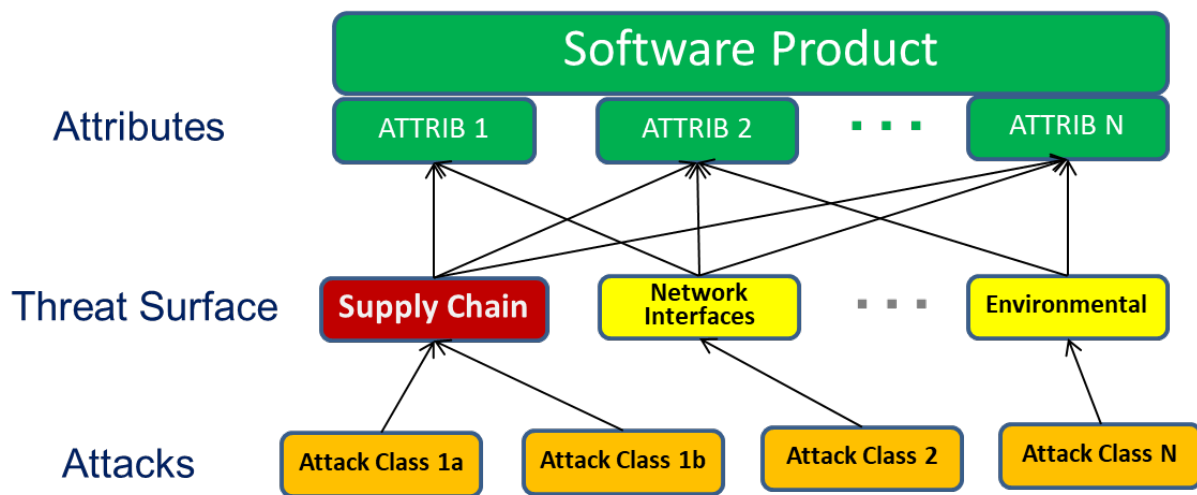 Software Product
Attributes
ATTRIB 1
ATTRIB 2
ATTRIB N
Threat Surface
Supply Chain
Network
Interfaces
Environmental
Attacks
Attack Class 1a
Attack Class 1b
Attack Class 2
Attack Class N